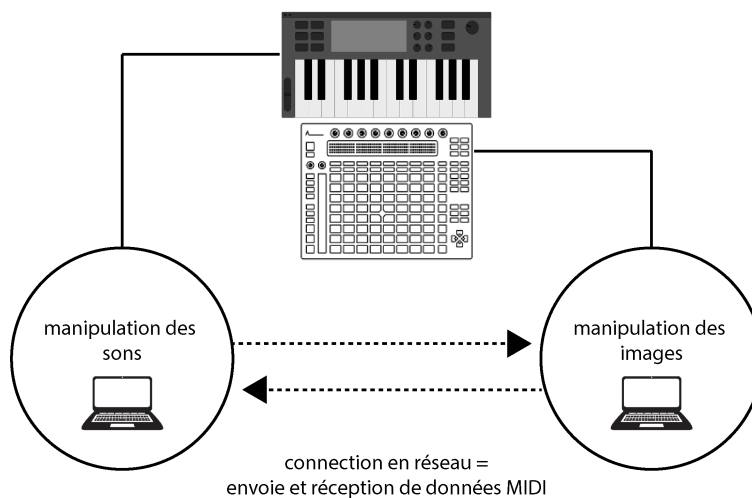 manipulation des
sons
manipulation des
images
connection en réseau =
envoie et réception de données MIDI